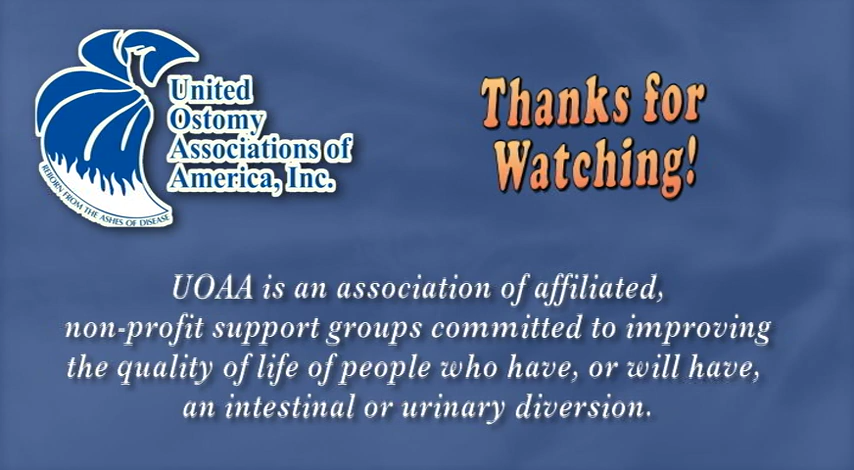 United
Ostomy
Associations of
America, Inc.
REBORN FROM THE ASHES OF DISEASE
Thanks for
Watching!
UOAA is an association of affiliated,
non-profit support groups committed to improving
the quality of life of people who have, or will have,
an intestinal or urinary diversion.